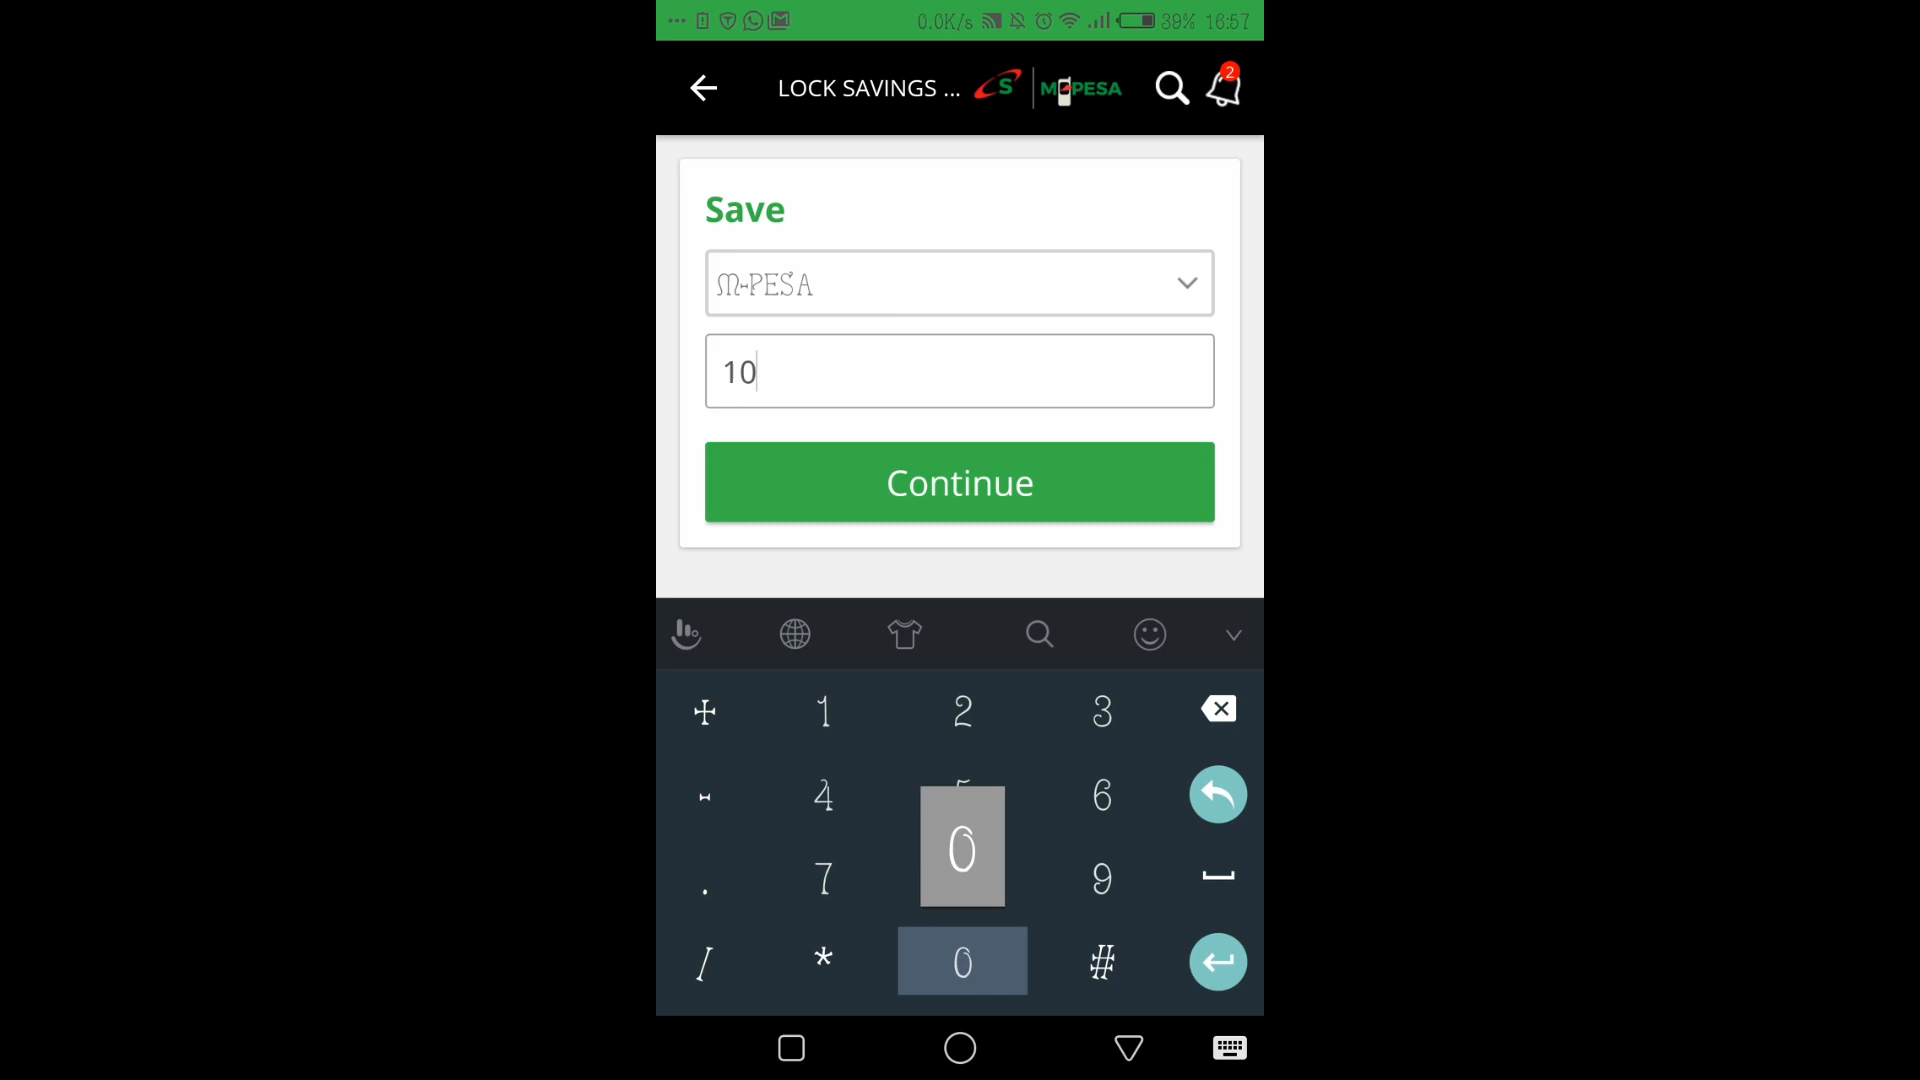 0.0K/s 39% 16:57
LOCK SAVINGS ... S M-PESA 2
Save
M-PESA
10
Continue
+ 1 2 3
- 4 6
. 7 0 9
/ * 0 #